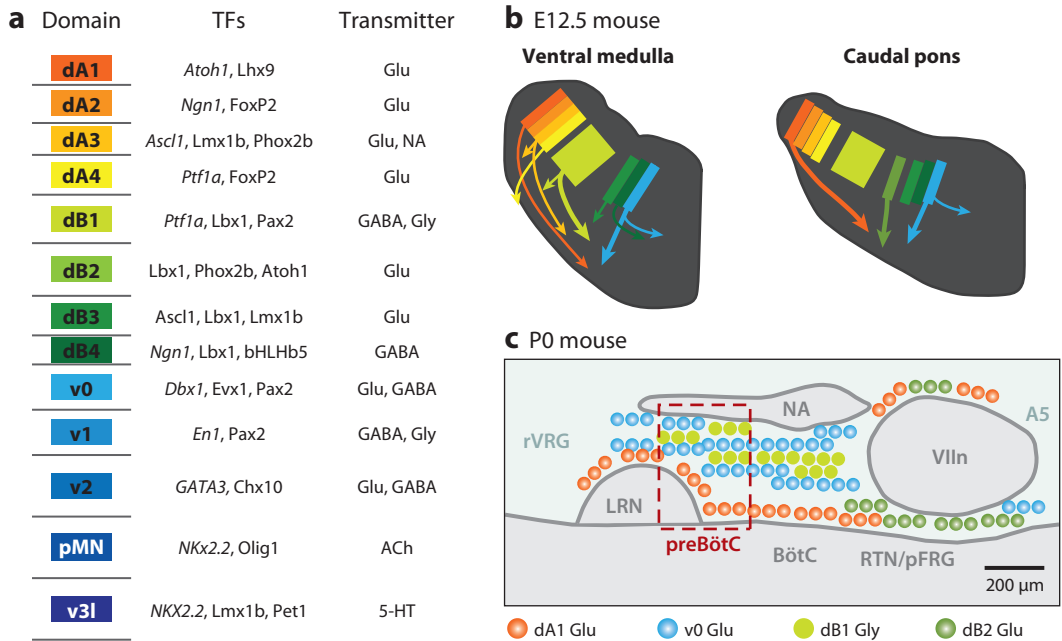 a Domain TFs Transmitter
dA1 Atoh1, Lhx9 Glu
dA2 Ngn1, FoxP2 Glu
dA3 Ascl1, Lmx1b, Phox2b Glu, NA
dA4 Ptf1a, FoxP2 Glu
dB1 Ptf1a, Lbx1, Pax2 GABA, Gly
dB2 Lbx1, Phox2b, Atoh1 Glu
dB3 Ascl1, Lbx1, Lmx1b Glu
dB4 Ngn1, Lbx1, bHLHb5 GABA
v0 Dbx1, Evx1, Pax2 Glu, GABA
v1 En1, Pax2 GABA, Gly
v2 GATA3, Chx10 Glu, GABA
pMN NKx2.2, Olig1 ACh
v3l NKX2.2, Lmx1b, Pet1 5-HT
b E12.5 mouse
Ventral medulla Caudal pons
c P0 mouse
NA
A5
rVRG
VIIn
LRN
preBötC
BötC
RTN/pFRG
200 µm
dA1 Glu v0 Glu dB1 Gly dB2 Glu